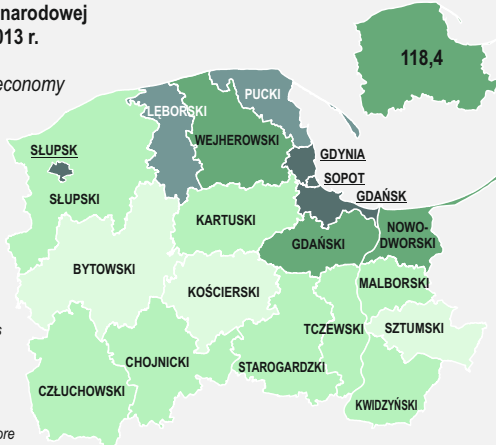 narodowej
013 r.
economy
118,4
PUCKI
LĘBORSKI
WEJHEROWSKI
SŁUPSK
GDYNIA
SOPOT
GDAŃSK
SŁUPSKI
KARTUSKI
NOWO-
DWORSKI
GDAŃSKI
BYTOWSKI
KOŚCIERSKI
MALBORSKI
s
TCZEWSKI
SZTUMSKI
CHOJNICKI
STAROGARDZKI
CZŁUCHOWSKI
KWIDZYŃSKI
ore